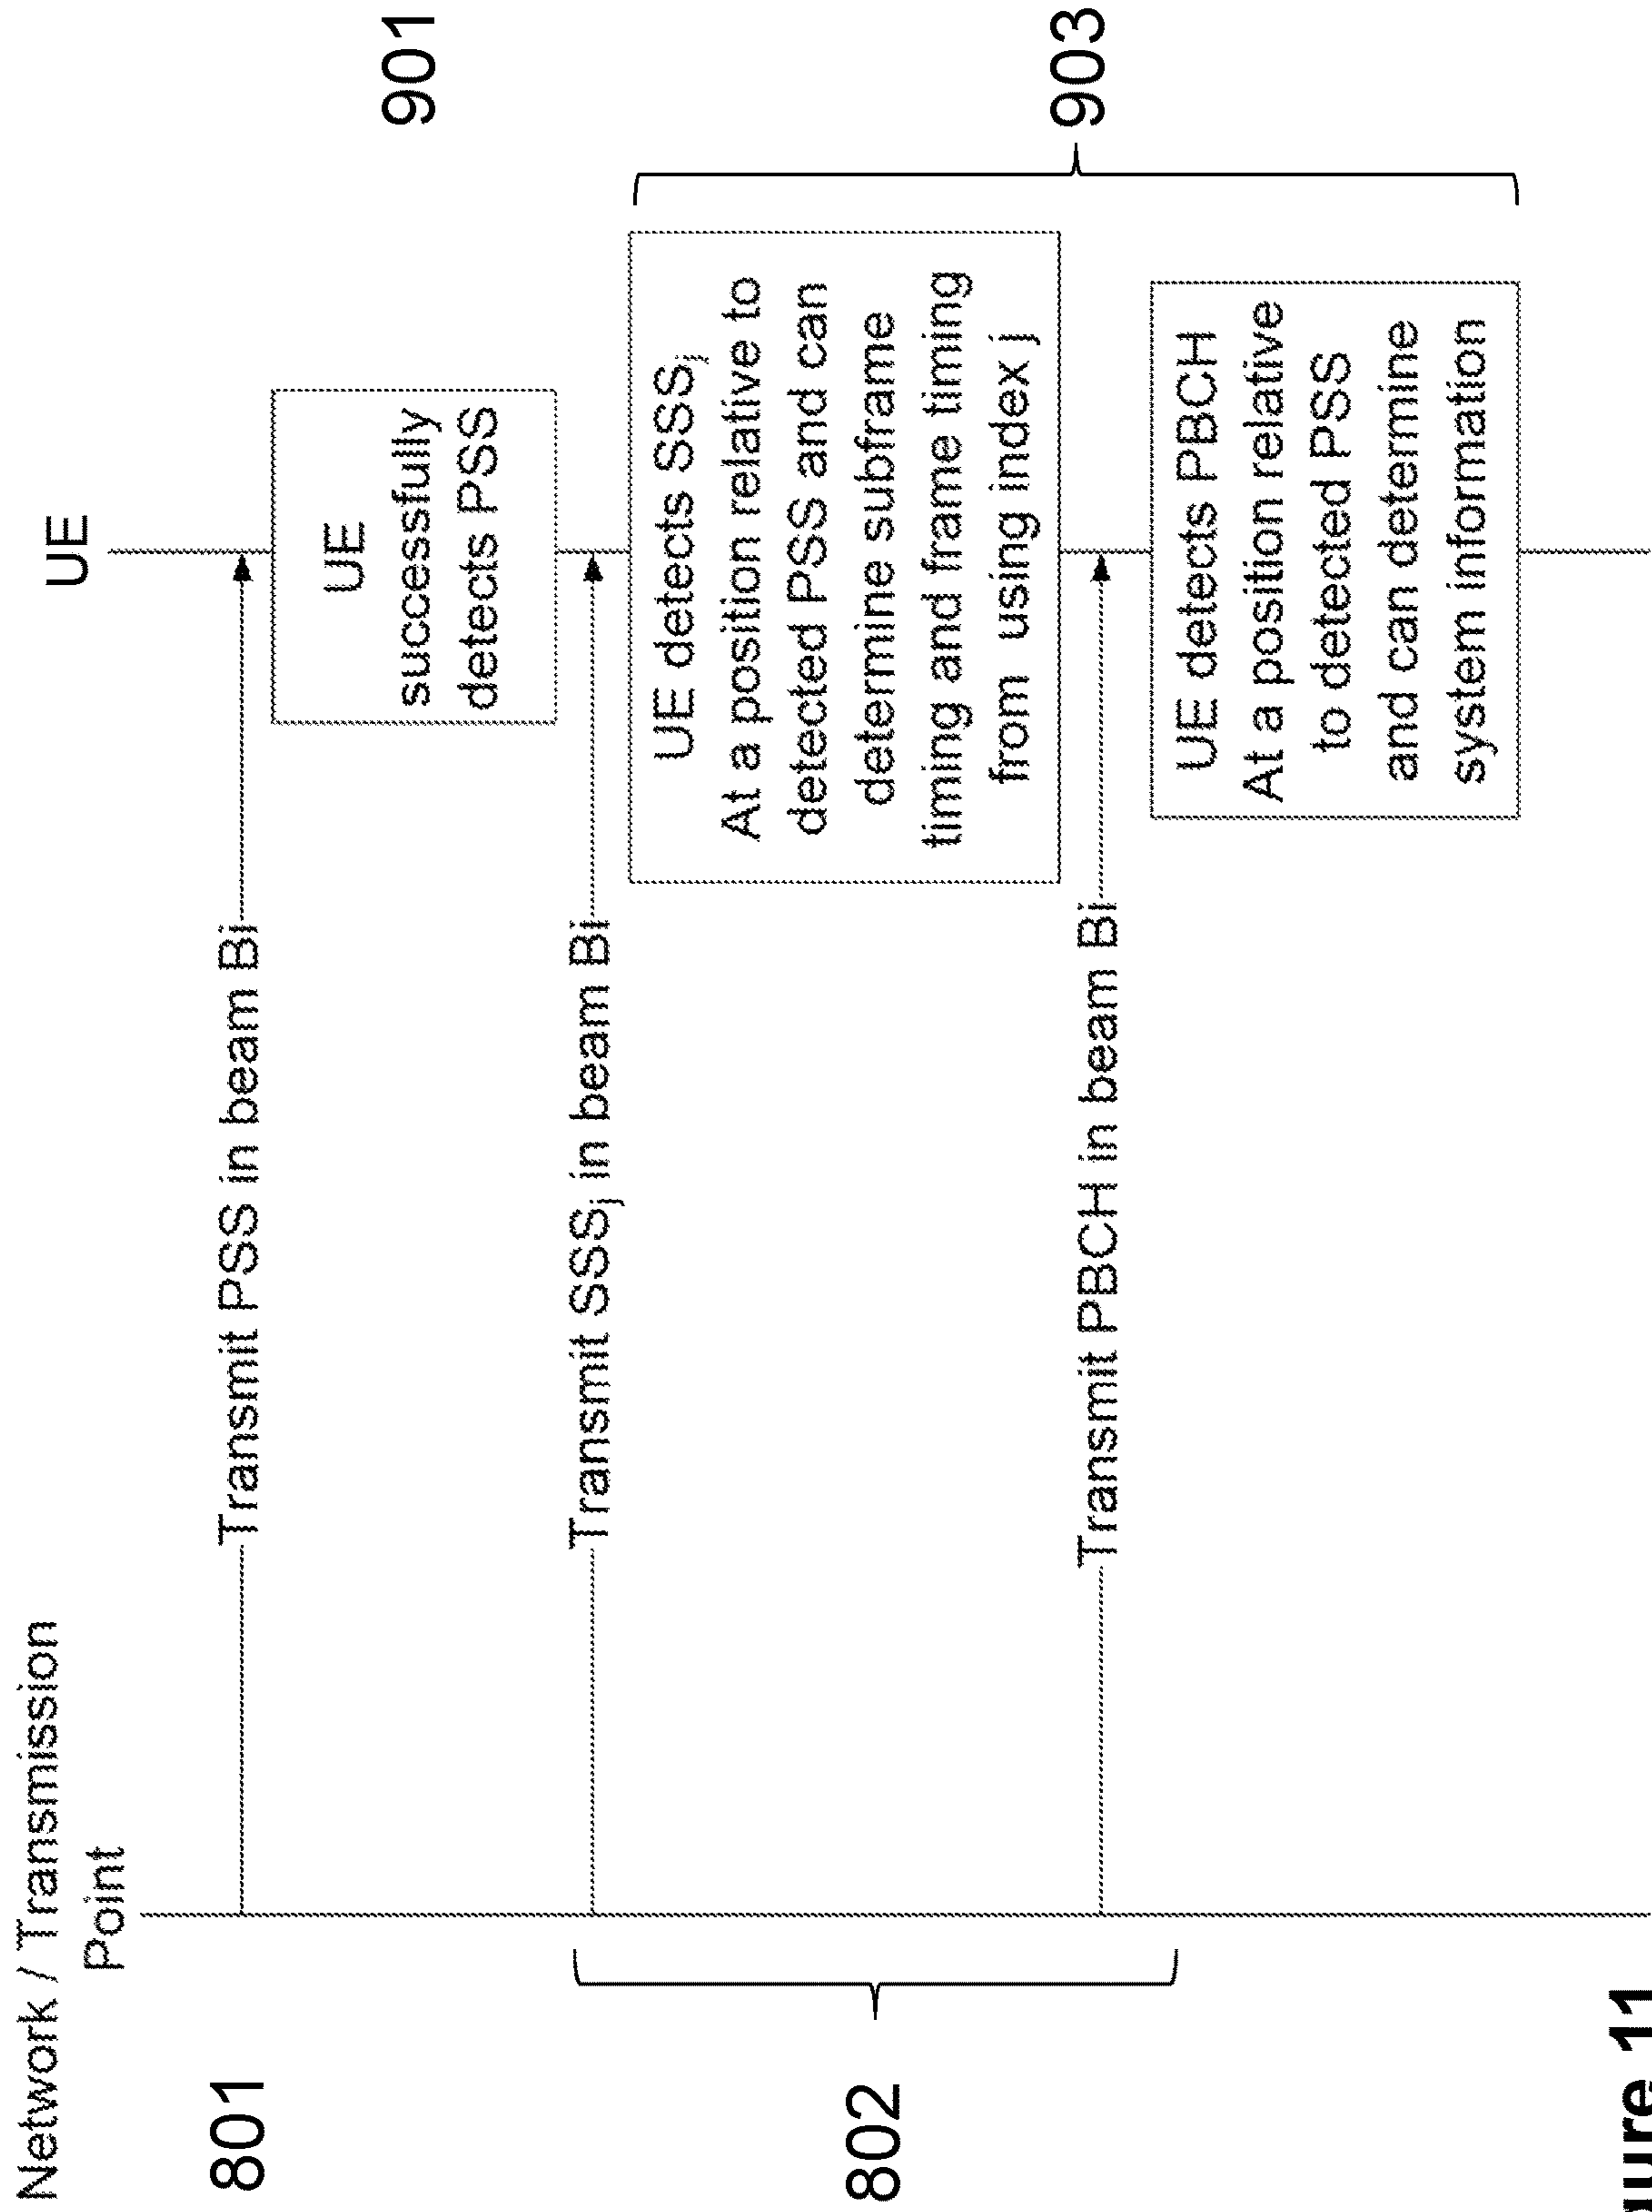 Network / Transmission
Point
UE
801
Transmit PSS in beam Bi
901
UE
successfully
detects PSS
Transmit SSSj in beam Bi
802
UE detects SSSj
At a position relative to
detected PSS and can
determine subframe
timing and frame timing
from using index j
903
Transmit PBCH in beam Bi
UE detects PBCH
At a position relative
to detected PSS
and can determine
system information
11